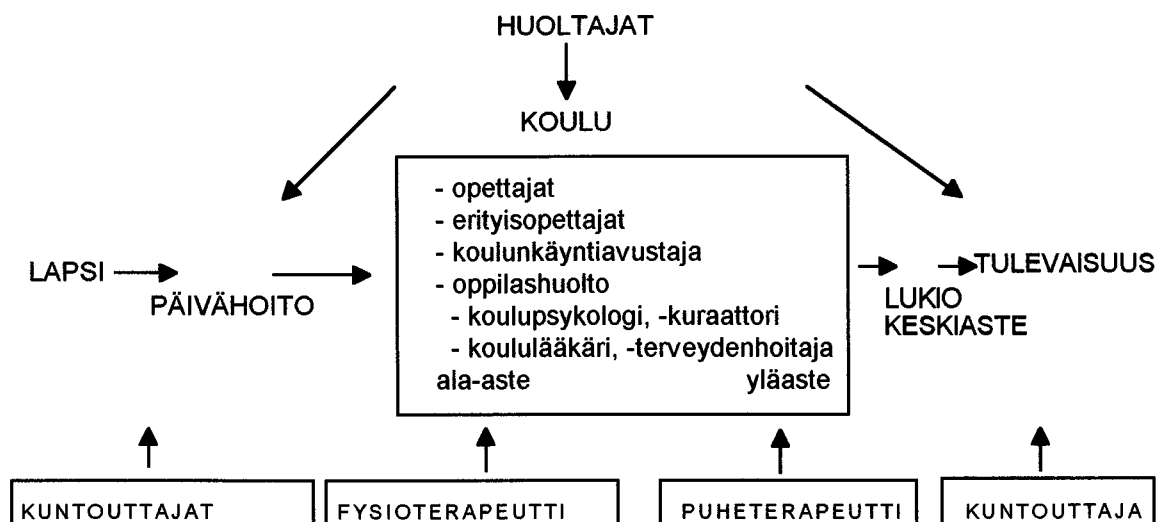 HUOLTAJAT
KOULU
- opettajat
- erityisopettajat
- koulunkäyntiavustaja
- oppilashuolto
- koulupsykologi, -kuraattori
- koululääkäri, -terveydenhoitaja
ala-aste yläaste
LAPSI
PÄIVÄHOITO
LUKIO
KESKIASTE
TULEVAISUUS
KUNTOUTTAJAT
FYSIOTERAPEUTTI
PUHETERAPEUTTI
KUNTOUTTAJA